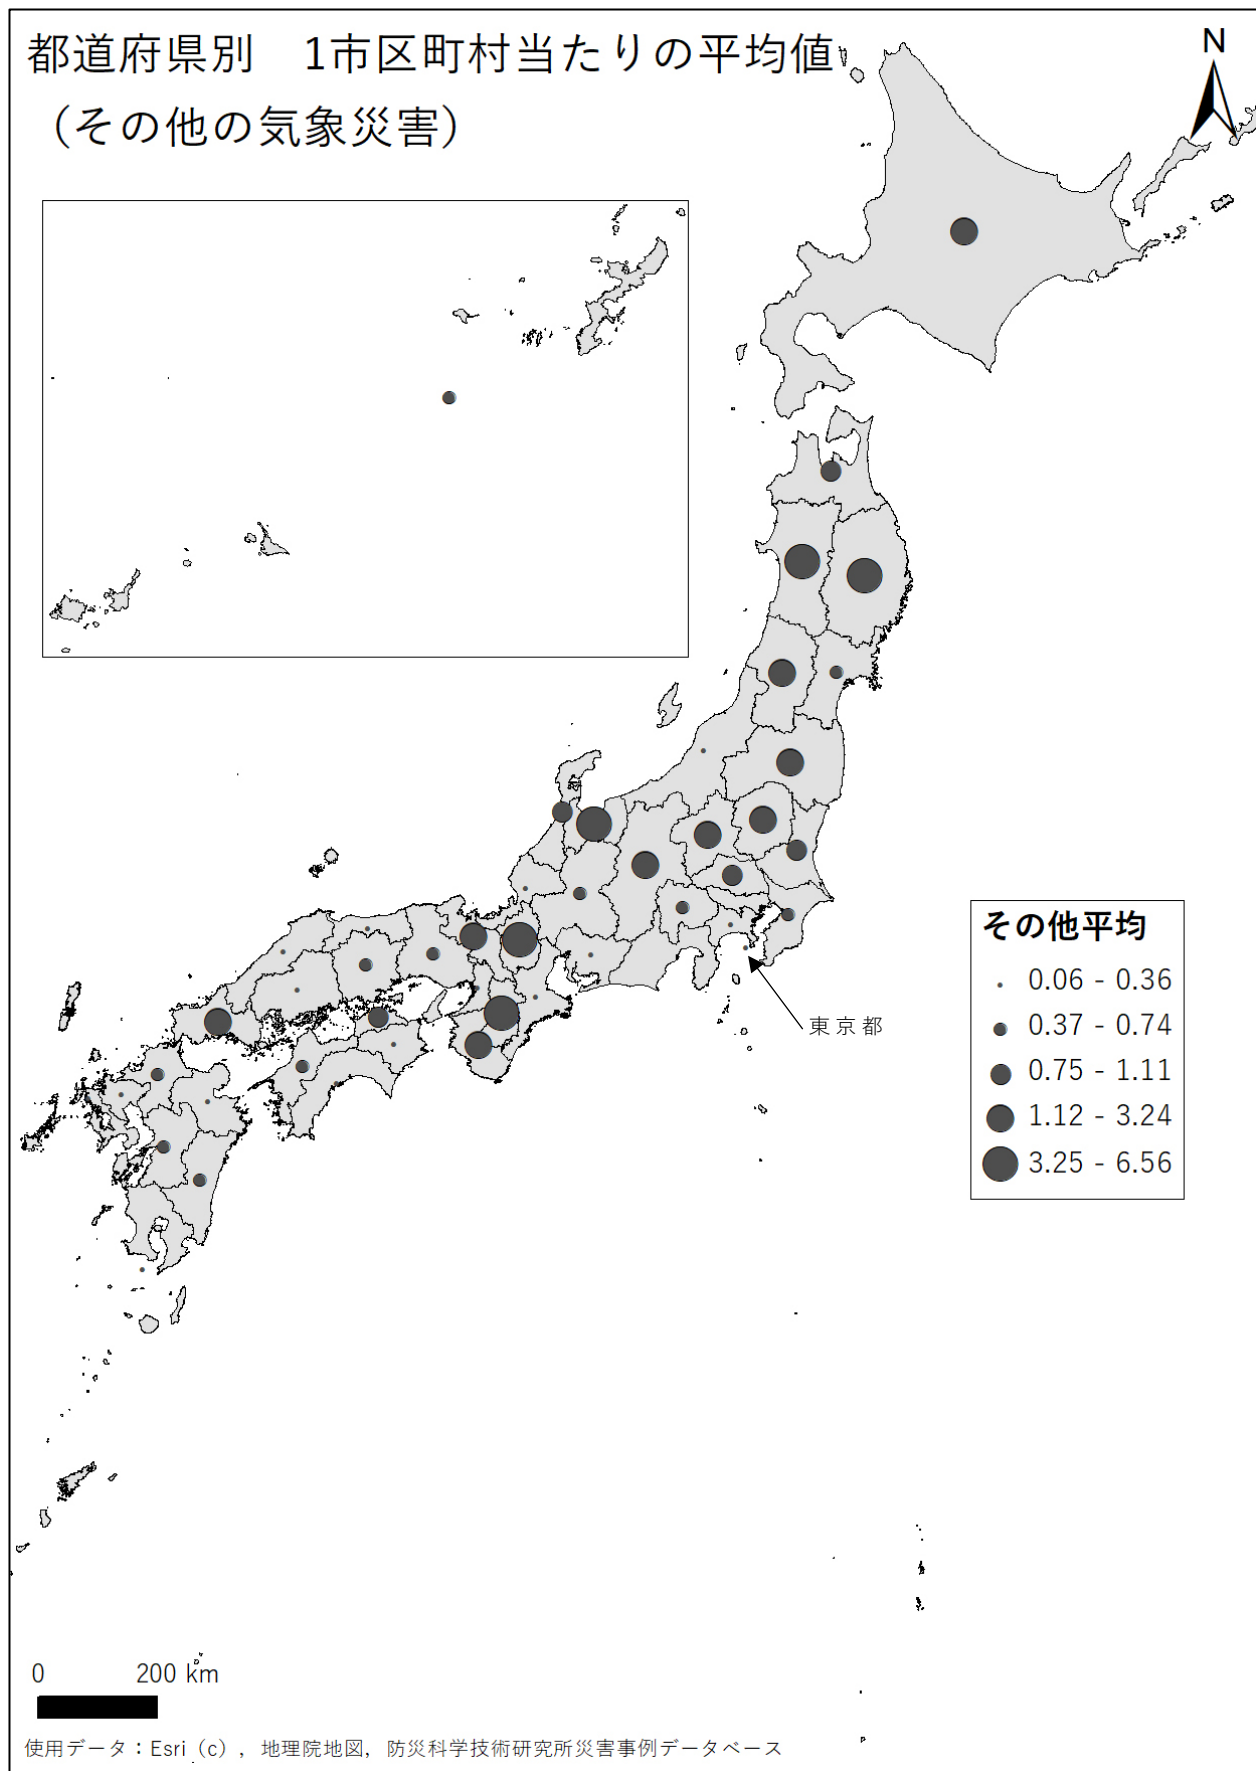 都道府県別　1市区町村当たりの平均値
（その他の気象災害）
N
東京都
その他平均
0.06 - 0.36
0.37 - 0.74
0.75 - 1.11
1.12 - 3.24
3.25 - 6.56
0 200 km
使用データ：Esri（c），地理院地図，防災科学技術研究所災害事例データベース